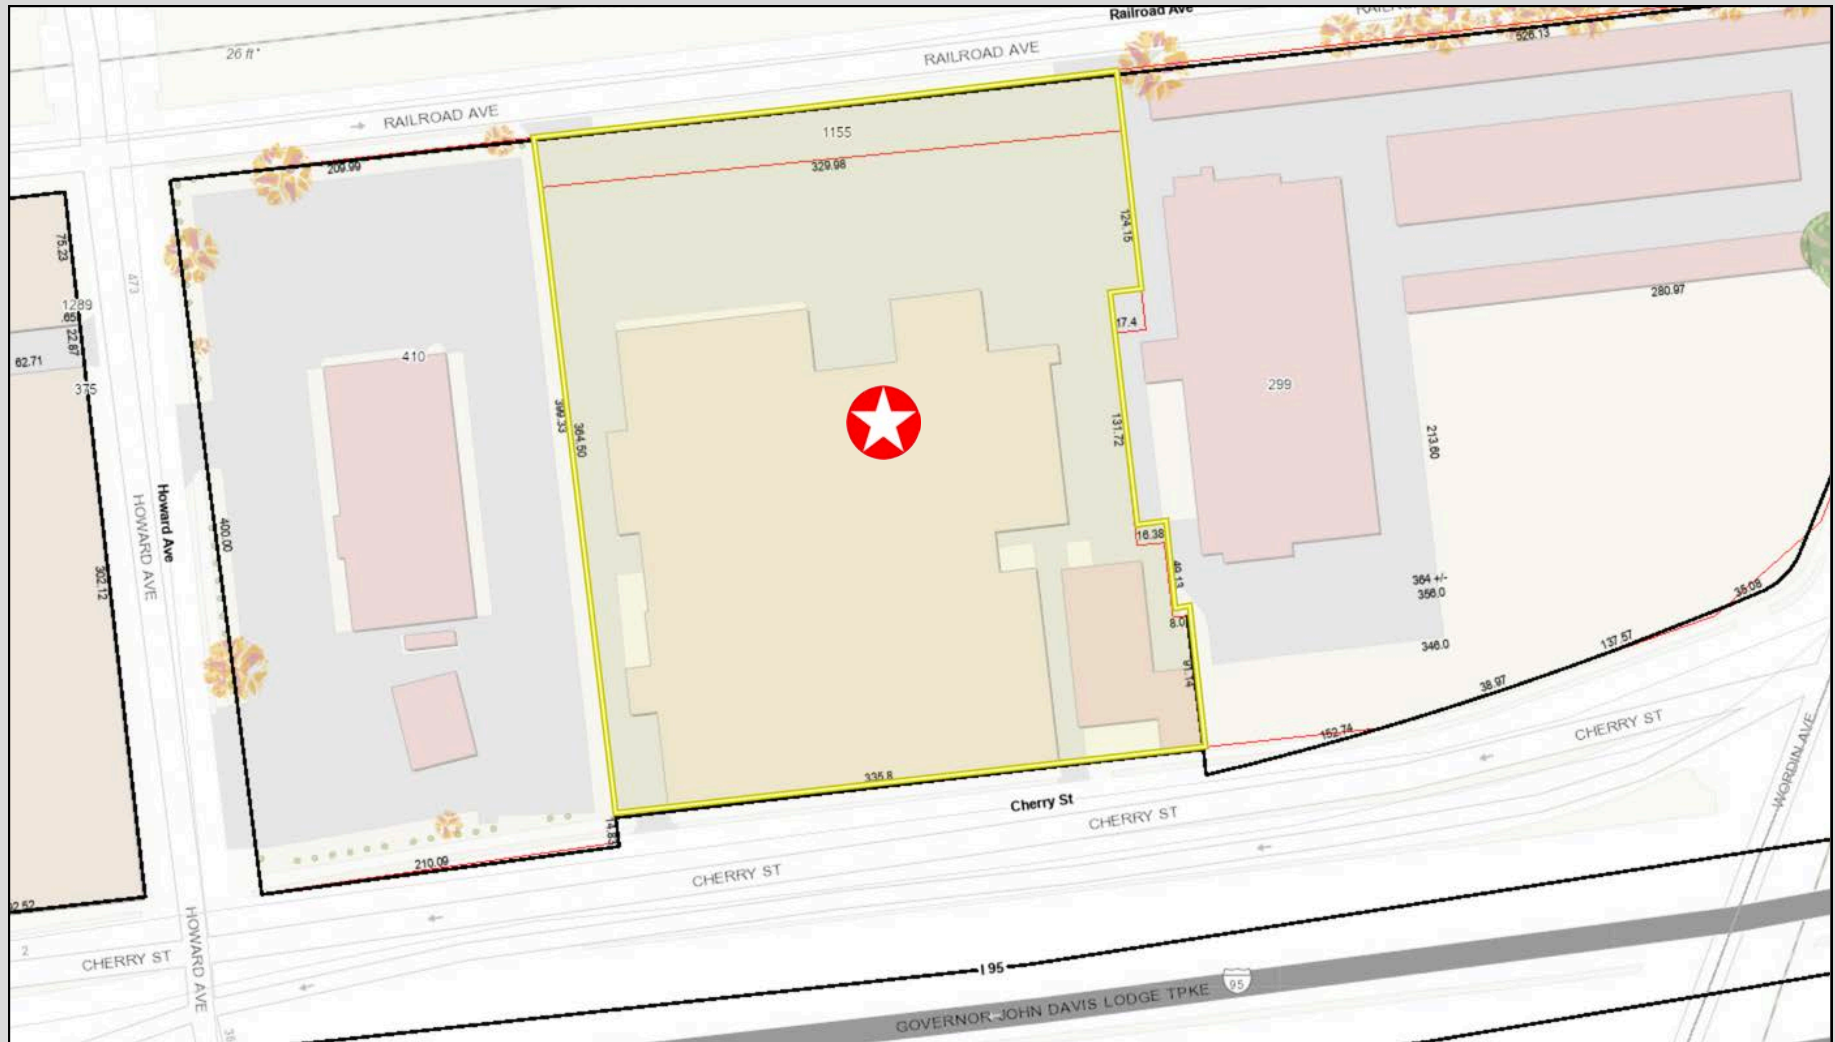 Railroad Ave
RAILROAD AVE
526.13
26 ft*
RAILROAD AVE
1155
209.99
329.98
75.23
473
124.15
1289
.65
22.87
280.97
17.4
62.71
410
375
299
399.33
364.50
131.72
213.60
Howard Ave
HOWARD AVE
400.00
16.38
302.12
49.13
364 +/-
356.0
35.08
8.0
346.0
137.57
91.14
38.97
152.74
CHERRY ST
WORDIN AVE
335.8
Cherry St
CHERRY ST
14.83
210.09
CHERRY ST
HOWARD AVE
2
CHERRY ST
I 95
95
GOVERNOR JOHN DAVIS LODGE TPKE